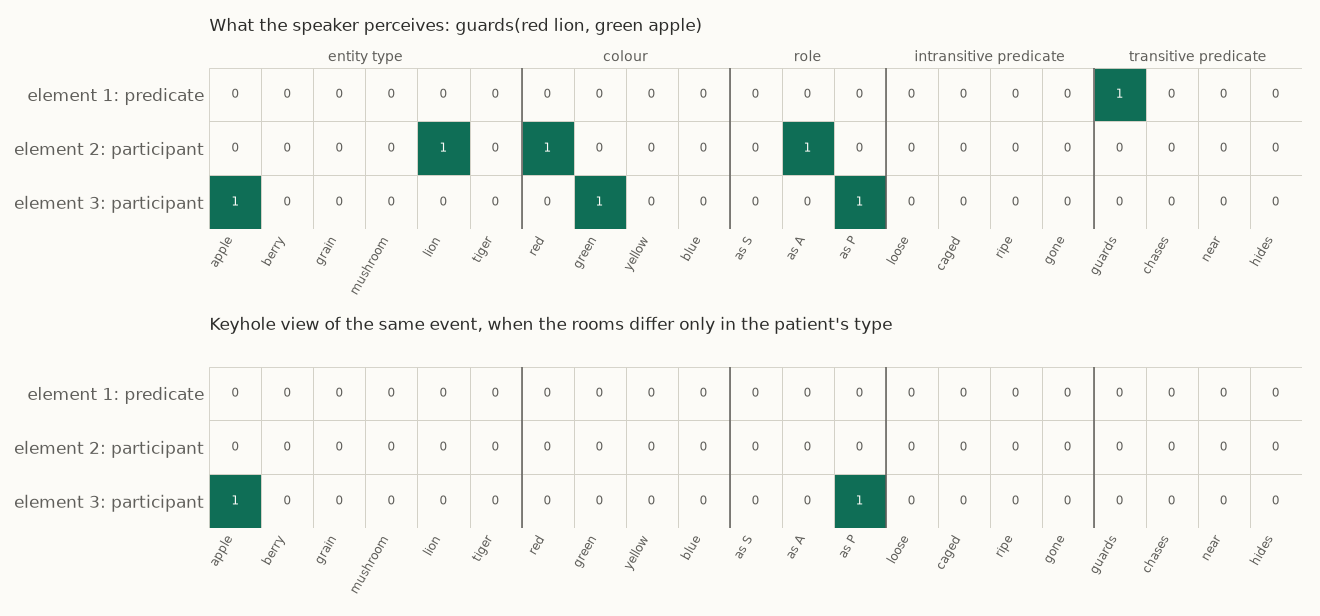 What the speaker perceives: guards(red lion, green apple)
entity type colour role intransitive predicate transitive predicate
element 1: predicate 0 0 0 0 0 0 0 0 0 0 0 0 0 0 0 0 0 1 0 0 0
element 2: participant 0 0 0 0 1 0 1 0 0 0 0 1 0 0 0 0 0 0 0 0 0
element 3: participant 1 0 0 0 0 0 0 1 0 0 0 0 1 0 0 0 0 0 0 0 0
apple berry grain mushroom lion tiger red green yellow blue as S as A as P loose caged ripe gone guards chases near hides
Keyhole view of the same event, when the rooms differ only in the patient's type
element 1: predicate 0 0 0 0 0 0 0 0 0 0 0 0 0 0 0 0 0 0 0 0 0
element 2: participant 0 0 0 0 0 0 0 0 0 0 0 0 0 0 0 0 0 0 0 0 0
element 3: participant 1 0 0 0 0 0 0 0 0 0 0 0 1 0 0 0 0 0 0 0 0
apple berry grain mushroom lion tiger red green yellow blue as S as A as P loose caged ripe gone guards chases near hides